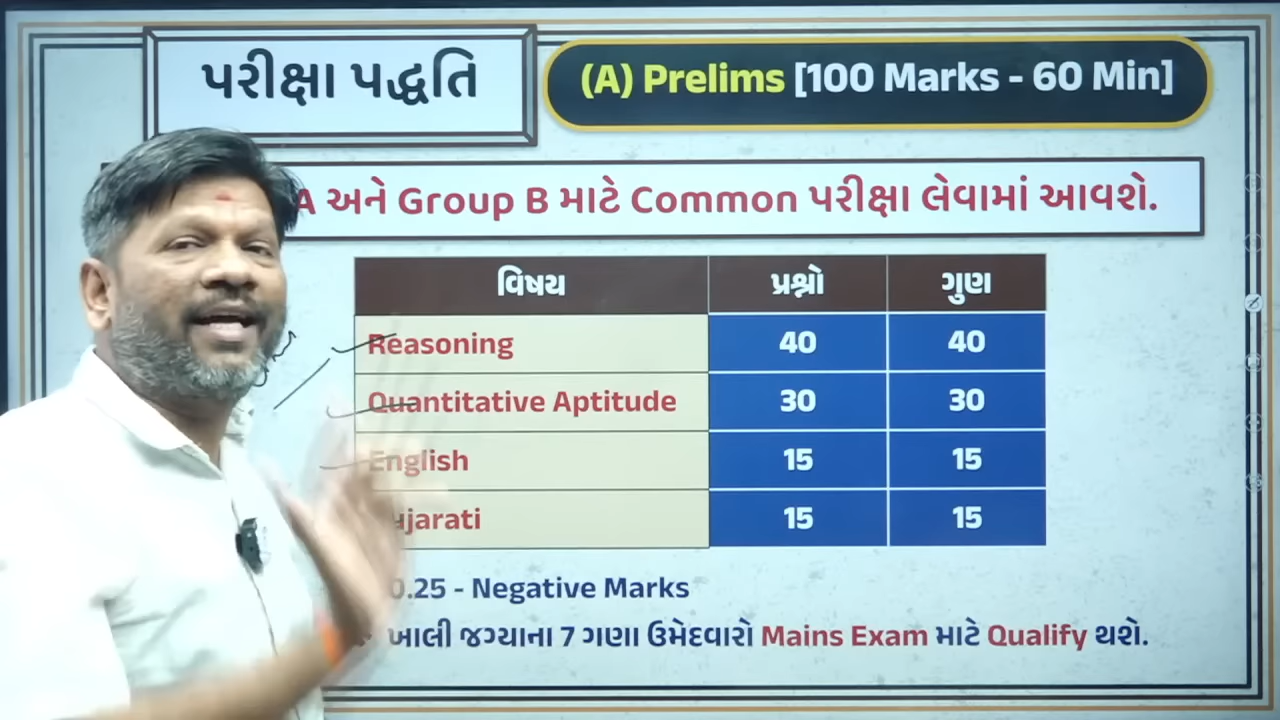 પરીક્ષા પદ્ધતિ
(A) Prelims [100 Marks - 60 Min]
A અને Group B માટે Common પરીક્ષા લેવામાં આવશે.
વિષય પ્રશ્નો ગુણ
Reasoning 40 40
Quantitative Aptitude 30 30
English 15 15
15 15
0.25 - Negative Marks
ખાલી જગ્યાના 7 ગણા ઉમેદવારો Mains Exam માટે Qualify થશે.